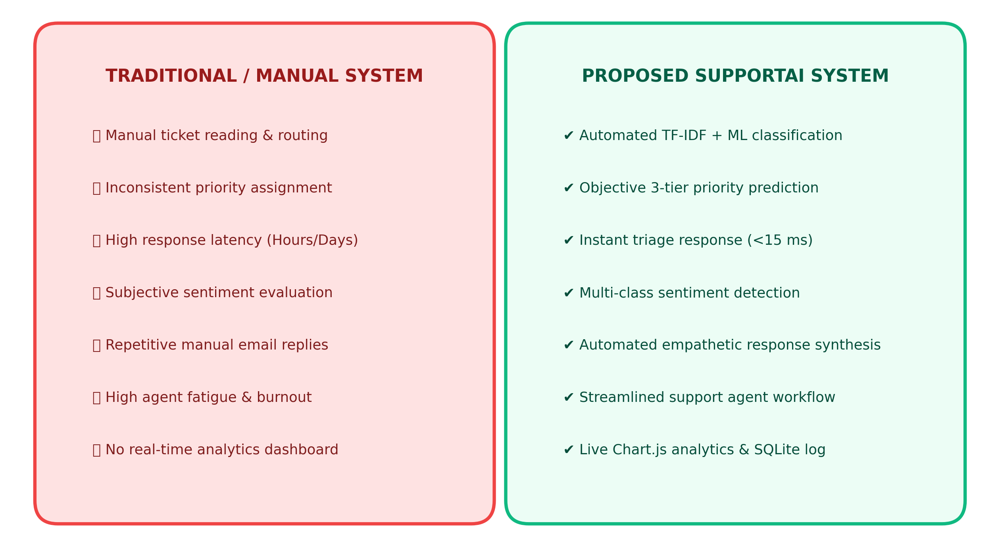 TRADITIONAL / MANUAL SYSTEM
Manual ticket reading & routing
Inconsistent priority assignment
High response latency (Hours/Days)
Subjective sentiment evaluation
Repetitive manual email replies
High agent fatigue & burnout
No real-time analytics dashboard
PROPOSED SUPPORTAI SYSTEM
✔ Automated TF-IDF + ML classification
✔ Objective 3-tier priority prediction
✔ Instant triage response (<15 ms)
✔ Multi-class sentiment detection
✔ Automated empathetic response synthesis
✔ Streamlined support agent workflow
✔ Live Chart.js analytics & SQLite log